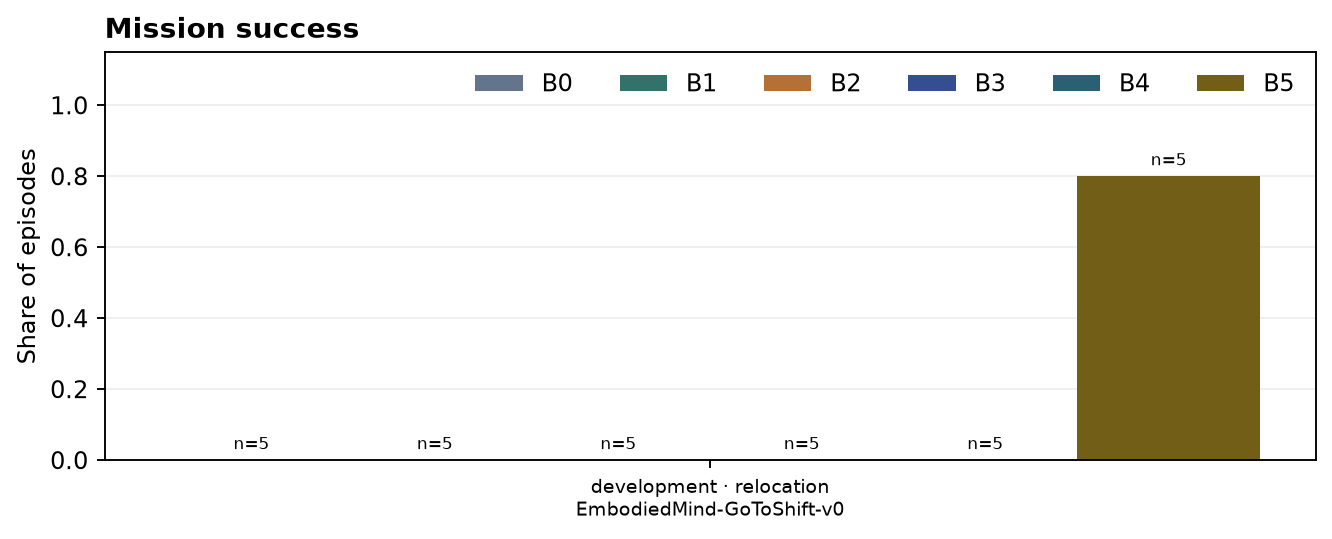 Mission success
B0 B1 B2 B3 B4 B5
Share of episodes
1.0
0.8
0.6
0.4
0.2
0.0
n=5
n=5 n=5 n=5 n=5 n=5
development · relocation
EmbodiedMind-GoToShift-v0